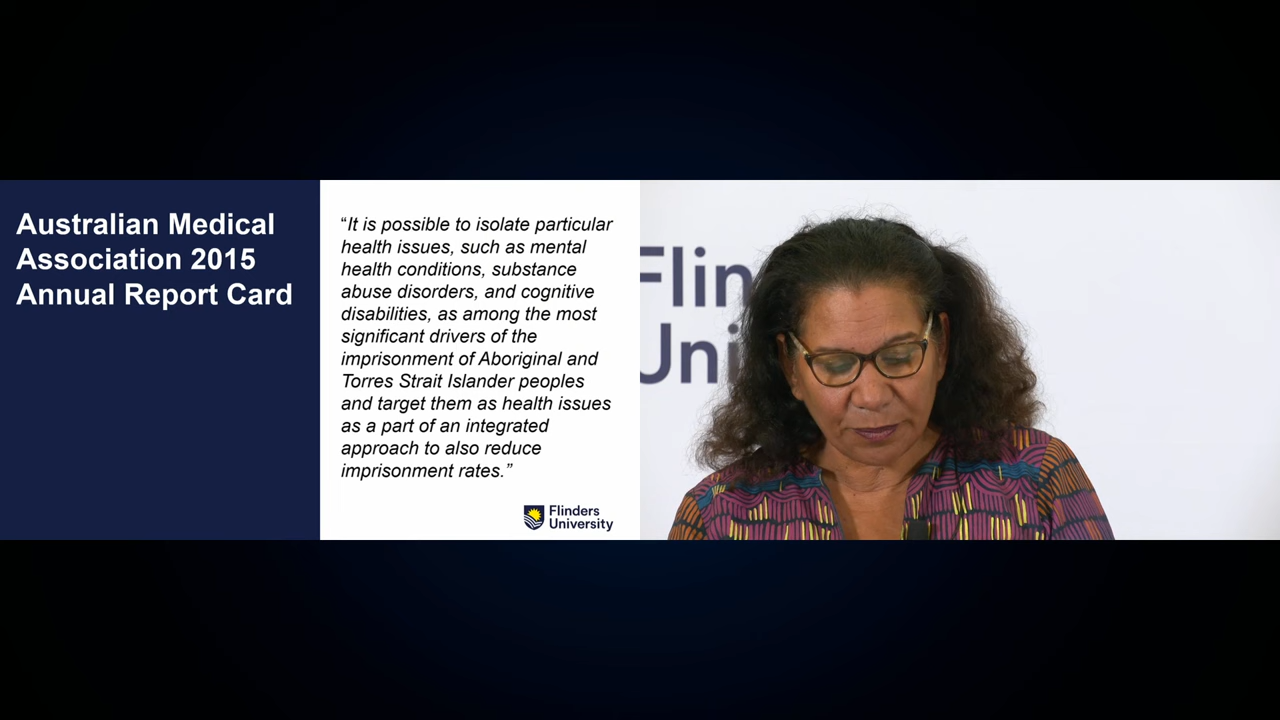 Australian Medical
Association 2015
Annual Report Card
“It is possible to isolate particular
health issues, such as mental
health conditions, substance
abuse disorders, and cognitive
disabilities, as among the most
significant drivers of the
imprisonment of Aboriginal and
Torres Strait Islander peoples
and target them as health issues
as a part of an integrated
approach to also reduce
imprisonment rates.”
Flinders
University
Flin
Uni